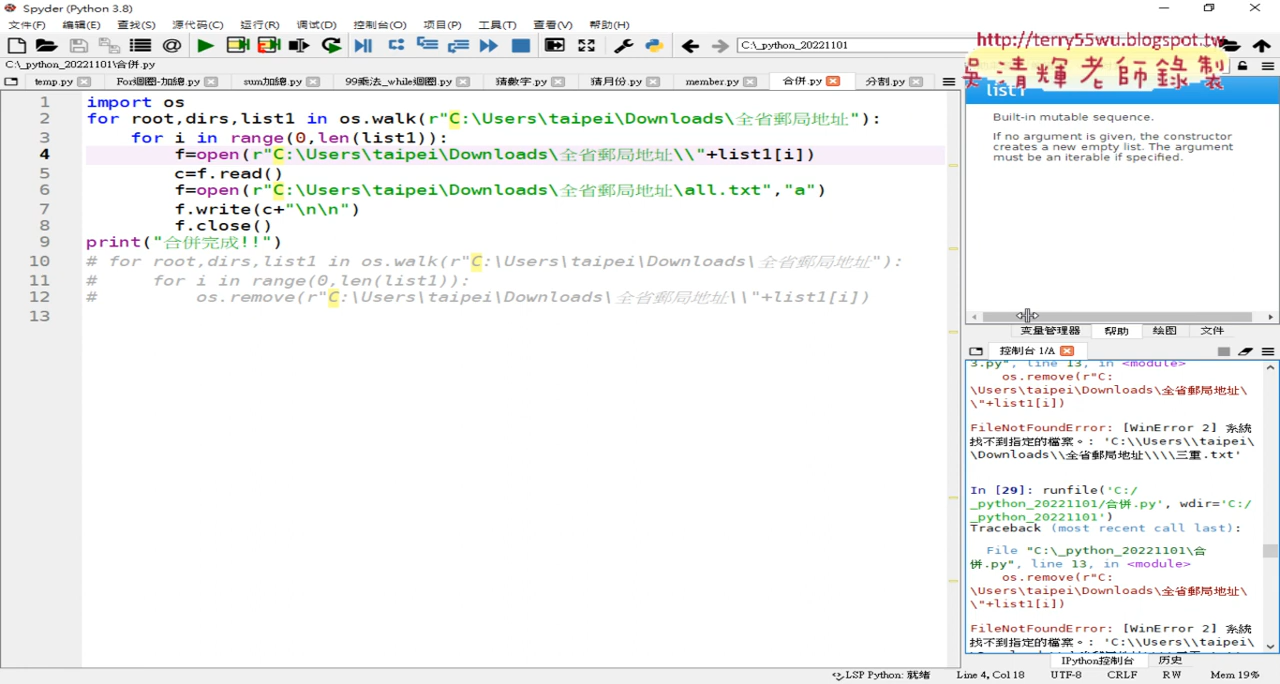 Spyder (Python 3.8)
文件(F) 编辑(E) 查找(S) 源代码(C) 运行(R) 调试(D) 控制台(O) 项目(P) 工具(T) 查看(V) 帮助(H)
C:\_python_20221101
http://terry55wu.blogspot.tw
吳清輝老師錄製
C:\_python_20221101\合併.py
temp.py For迴圈-加總.py sum加總.py 99乘法_while迴圈.py 猜數字.py 猜月份.py member.py 合併.py 分割.py
1 import os
2 for root,dirs,list1 in os.walk(r"C:\Users\taipei\Downloads\全省郵局地址"):
3 for i in range(0,len(list1)):
4 f=open(r"C:\Users\taipei\Downloads\全省郵局地址\\"+list1[i])
5 c=f.read()
6 f=open(r"C:\Users\taipei\Downloads\全省郵局地址\all.txt","a")
7 f.write(c+"\n\n")
8 f.close()
9 print("合併完成!!")
10 # for root,dirs,list1 in os.walk(r"C:\Users\taipei\Downloads\全省郵局地址"):
11 # for i in range(0,len(list1)):
12 # os.remove(r"C:\Users\taipei\Downloads\全省郵局地址\\"+list1[i])
13
list1
Built-in mutable sequence.
If no argument is given, the constructor
creates a new empty list. The argument
must be an iterable if specified.
变量管理器 帮助 绘图 文件
控制台 1/A
3.py", line 13, in <module>
os.remove(r"C:
\Users\taipei\Downloads\全省郵局地址\
\"+list1[i])
FileNotFoundError: [WinError 2] 系統
找不到指定的檔案。: 'C:\\Users\\taipei\
\Downloads\\全省郵局地址\\\\三重.txt'
In [29]: runfile('C:/
_python_20221101/合併.py', wdir='C:/
_python_20221101')
Traceback (most recent call last):
File "C:\_python_20221101\合
併.py", line 13, in <module>
os.remove(r"C:
\Users\taipei\Downloads\全省郵局地址\
\"+list1[i])
FileNotFoundError: [WinError 2] 系統
找不到指定的檔案。: 'C:\\Users\\taipei\
IPython控制台 历史
LSP Python: 就绪 Line 4, Col 18 UTF-8 CRLF RW Mem 19%